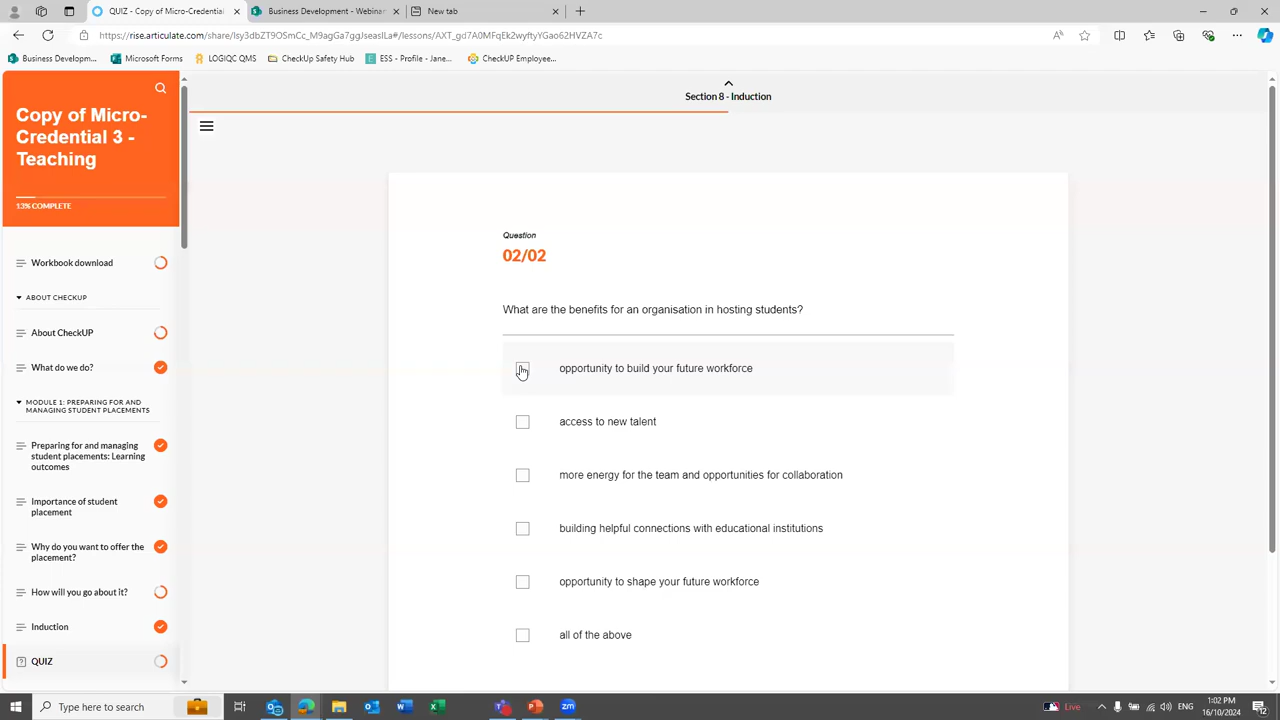 QUIZ - Copy of Micro-Credential
Business Development - Webinar
New tab
https://rise.articulate.com/share/Isy3dbZT9OSmCc_M9agGa7ggJseaslLa#/lessons/AXT_gd7A0MFqEk2wyftyYGao62HVZA7c
Business Developm...
Microsoft Forms
LOGIQC QMS
CheckUp Safety Hub
ESS - Profile - Jane...
CheckUP Employee...
Section 8 - Induction
Copy of Micro-
Credential 3 -
Teaching
13% COMPLETE
Workbook download
ABOUT CHECKUP
About CheckUP
What do we do?
MODULE 1: PREPARING FOR AND
MANAGING STUDENT PLACEMENTS
Preparing for and managing
student placements: Learning
outcomes
Importance of student
placement
Why do you want to offer the
placement?
How will you go about it?
Induction
QUIZ
Question
02/02
What are the benefits for an organisation in hosting students?
opportunity to build your future workforce
access to new talent
more energy for the team and opportunities for collaboration
building helpful connections with educational institutions
opportunity to shape your future workforce
all of the above
Type here to search
zm
Live
ENG
1:02 PM
16/10/2024
12